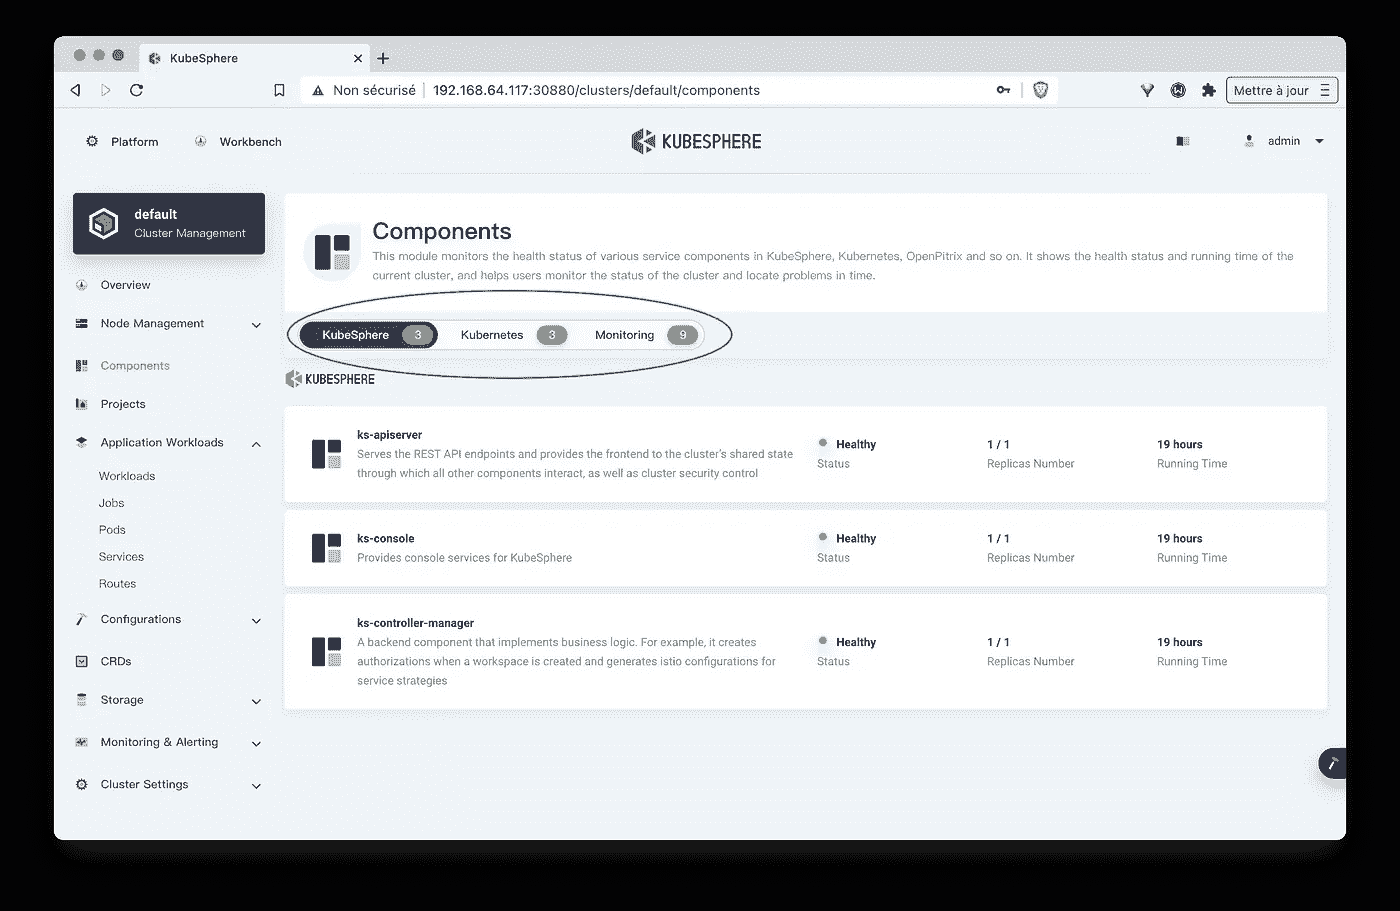 KubeSphere
Non sécurisé
192.168.64.117:30880/clusters/default/components
Mettre à jour
Platform
Workbench
KUBESPHERE
admin
default
Cluster Management
Overview
Node Management
Components
Projects
Application Workloads
Workloads
Jobs
Pods
Services
Routes
Configurations
CRDs
Storage
Monitoring & Alerting
Cluster Settings
Components
This module monitors the health status of various service components in KubeSphere, Kubernetes, OpenPitrix and so on. It shows the health status and running time of the
current cluster, and helps users monitor the status of the cluster and locate problems in time.
KubeSphere 3 Kubernetes 3 Monitoring 9
KUBESPHERE
ks-apiserver
Serves the REST API endpoints and provides the frontend to the cluster's shared state
through which all other components interact, as well as cluster security control
Healthy
Status
1 / 1
Replicas Number
19 hours
Running Time
ks-console
Provides console services for KubeSphere
Healthy
Status
1 / 1
Replicas Number
19 hours
Running Time
ks-controller-manager
A backend component that implements business logic. For example, it creates
authorizations when a workspace is created and generates istio configurations for
service strategies
Healthy
Status
1 / 1
Replicas Number
19 hours
Running Time